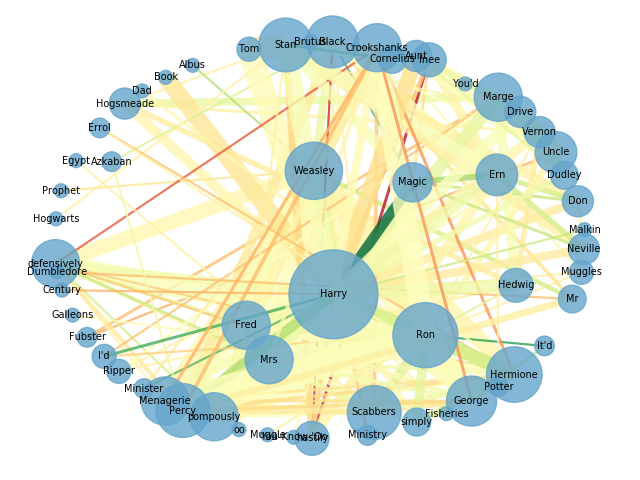 Tom
Stan
Brutus
Black
Crookshanks
Cornelius
Aunt
Thee
Albus
Book
Dad
Hogsmeade
You'd
Marge
Drive
Errol
Vernon
Uncle
Egypt
Azkaban
Weasley
Magic
Ern
Dudley
Prophet
Don
Hogwarts
Malkin
Neville
defensively
Dumbledore
Muggles
Century
Harry
Hedwig
Mr
Galleons
Fred
Ron
Fubster
It'd
I'd
Mrs
Ripper
Hermione
Minister
Potter
Menagerie
George
Percy
pompously
Scabbers
Fisheries
simply
oo
Muggle
You-Know
hastily
Ministry